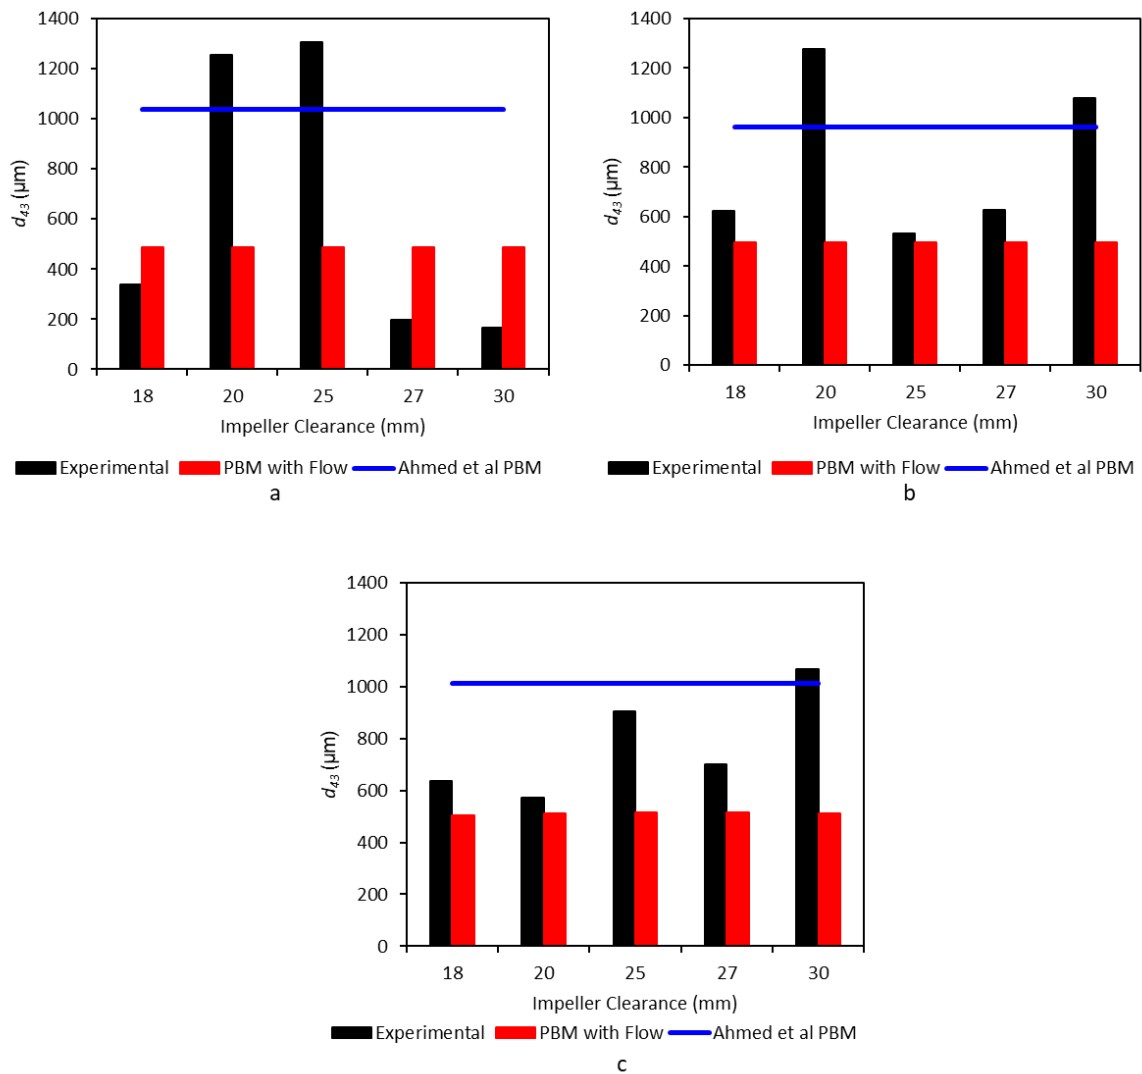 1400
1200
1000
800
600
400
200
0
d43 (µm)
18 20 25 27 30
Impeller Clearance (mm)
Experimental PBM with Flow Ahmed et al PBM
a
1400
1200
1000
800
600
400
200
0
d43 (µm)
18 20 25 27 30
Impeller Clearance (mm)
Experimental PBM with Flow Ahmed et al PBM
b
1400
1200
1000
800
600
400
200
0
d43 (µm)
18 20 25 27 30
Impeller Clearance (mm)
Experimental PBM with Flow Ahmed et al PBM
c